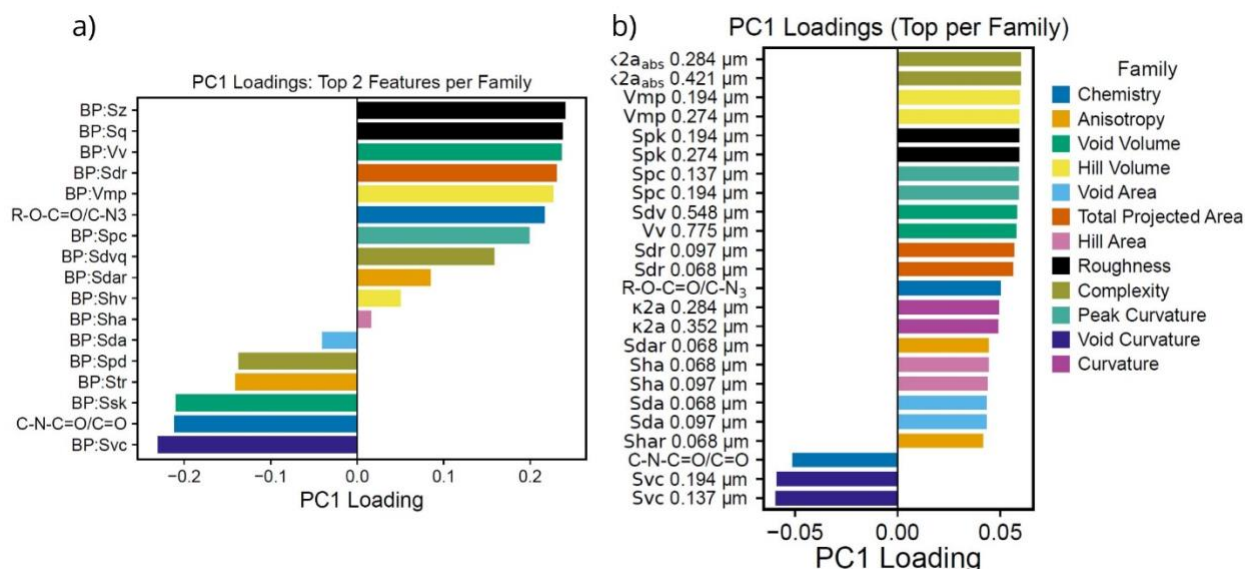 a)
PC1 Loadings: Top 2 Features per Family
BP:Sz
BP:Sq
BP:Vv
BP:Sdr
BP:Vmp
R-O-C=O/C-N3
BP:Spc
BP:Sdvq
BP:Sdar
BP:Shv
BP:Sha
BP:Sda
BP:Spd
BP:Str
BP:Ssk
C-N-C=O/C=O
BP:Svc
−0.2 −0.1 0.0 0.1 0.2
PC1 Loading
b)
PC1 Loadings (Top per Family)
κ2a_abs 0.284 μm
κ2a_abs 0.421 μm
Vmp 0.194 μm
Vmp 0.274 μm
Spk 0.194 μm
Spk 0.274 μm
Spc 0.137 μm
Spc 0.194 μm
Sdv 0.548 μm
Vv 0.775 μm
Sdr 0.097 μm
Sdr 0.068 μm
R-O-C=O/C-N₃
κ2a 0.284 μm
κ2a 0.352 μm
Sdar 0.068 μm
Sha 0.068 μm
Sha 0.097 μm
Sda 0.068 μm
Sda 0.097 μm
Shar 0.068 μm
C-N-C=O/C=O
Svc 0.194 μm
Svc 0.137 μm
−0.05 0.00 0.05
PC1 Loading
Family
Chemistry
Anisotropy
Void Volume
Hill Volume
Void Area
Total Projected Area
Hill Area
Roughness
Complexity
Peak Curvature
Void Curvature
Curvature